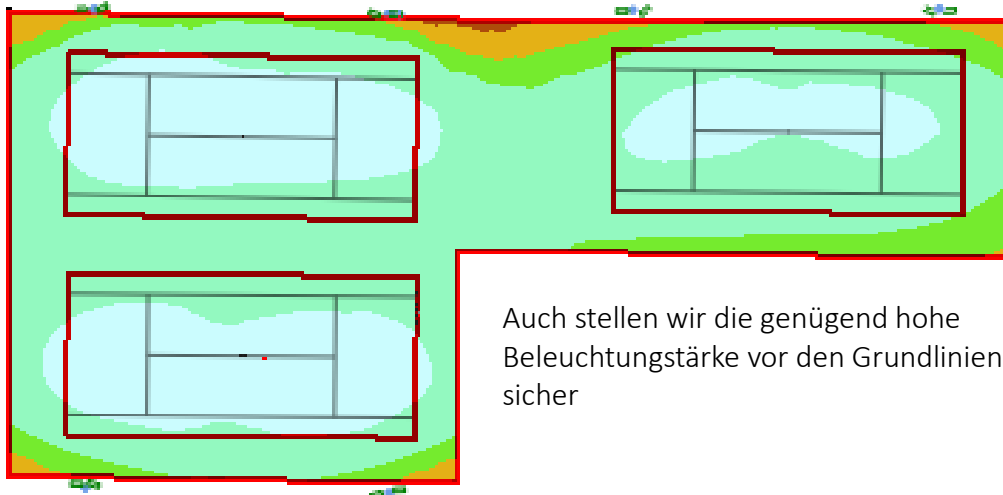 Auch stellen wir die genügend hohe
Beleuchtungstärke vor den Grundlinien
sicher